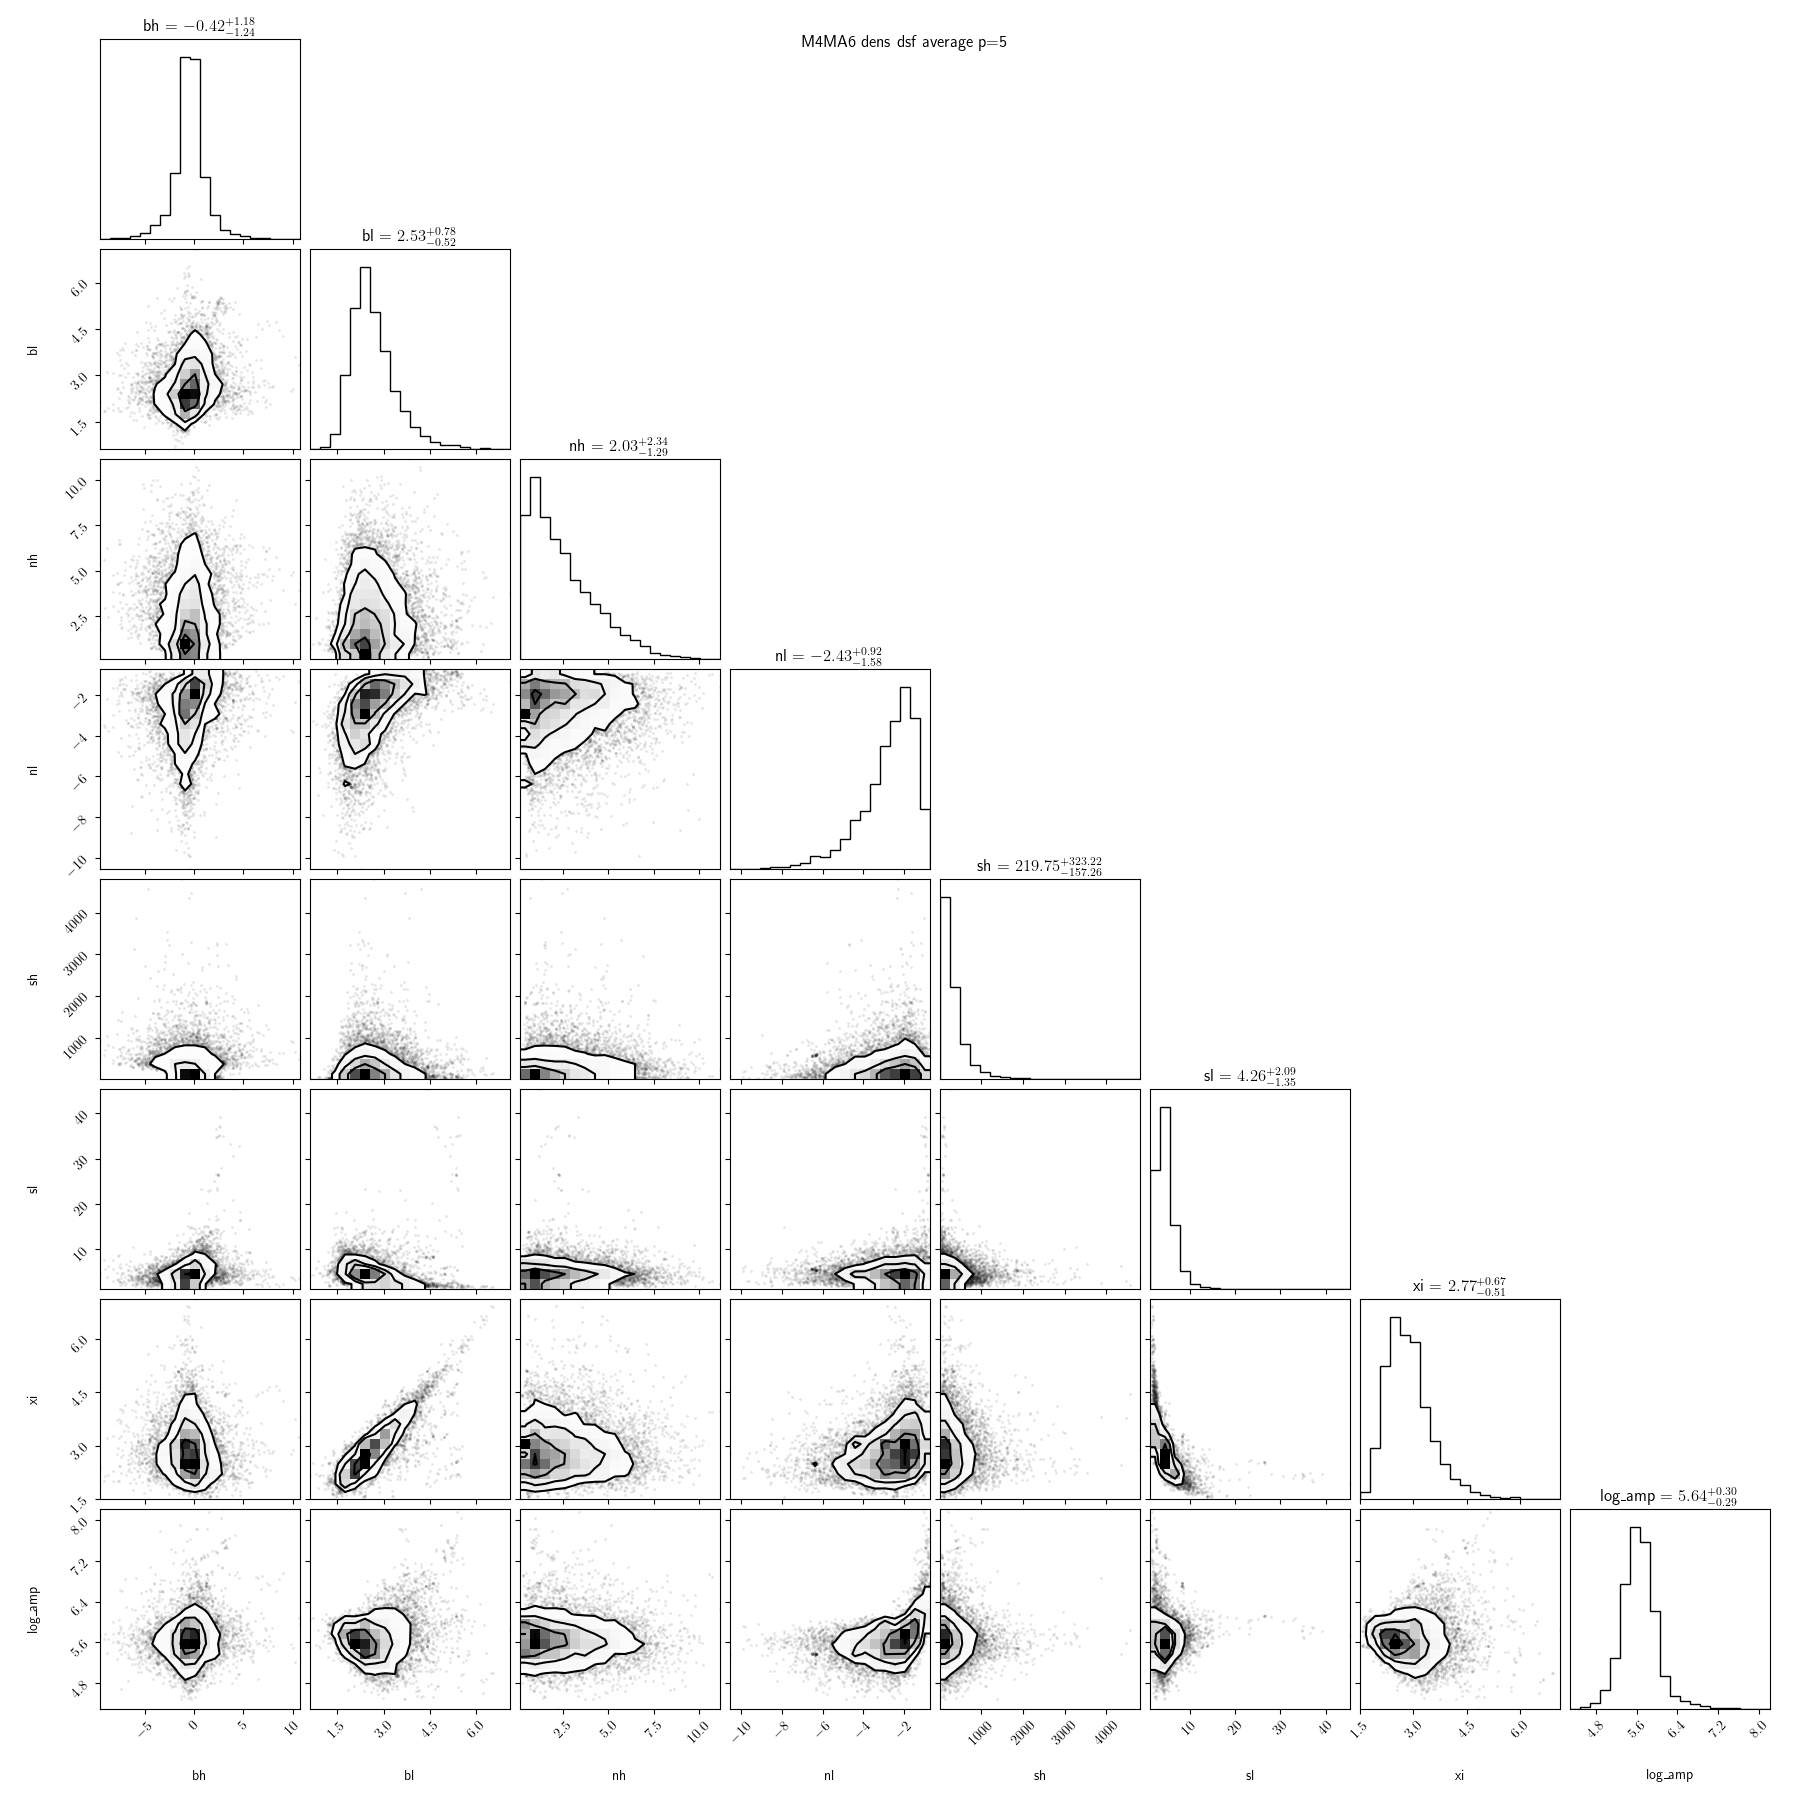 M4MA6 dens dsf average p=5
bh = −0.42 +1.18 −1.24
bl = 2.53 +0.78 −0.52
bl
6.0
4.5
3.0
1.5
nh = 2.03 +2.34 −1.29
nh
10.0
7.5
5.0
2.5
nl = −2.43 +0.92 −1.58
nl
−2
−4
−6
−8
−10
sh = 219.75 +323.22 −157.26
sh
4000
3000
2000
1000
sl = 4.26 +2.09 −1.35
sl
40
30
20
10
xi = 2.77 +0.67 −0.51
xi
6.0
4.5
3.0
1.5
log_amp = 5.64 +0.30 −0.29
log_amp
8.0
7.2
6.4
5.6
4.8
−5 0 5 10 1.5 3.0 4.5 6.0 2.5 5.0 7.5 10.0 −10 −8 −6 −4 −2 1000 2000 3000 4000 10 20 30 40 1.5 3.0 4.5 6.0 4.8 5.6 6.4 7.2 8.0
bh bl nh nl sh sl xi log_amp